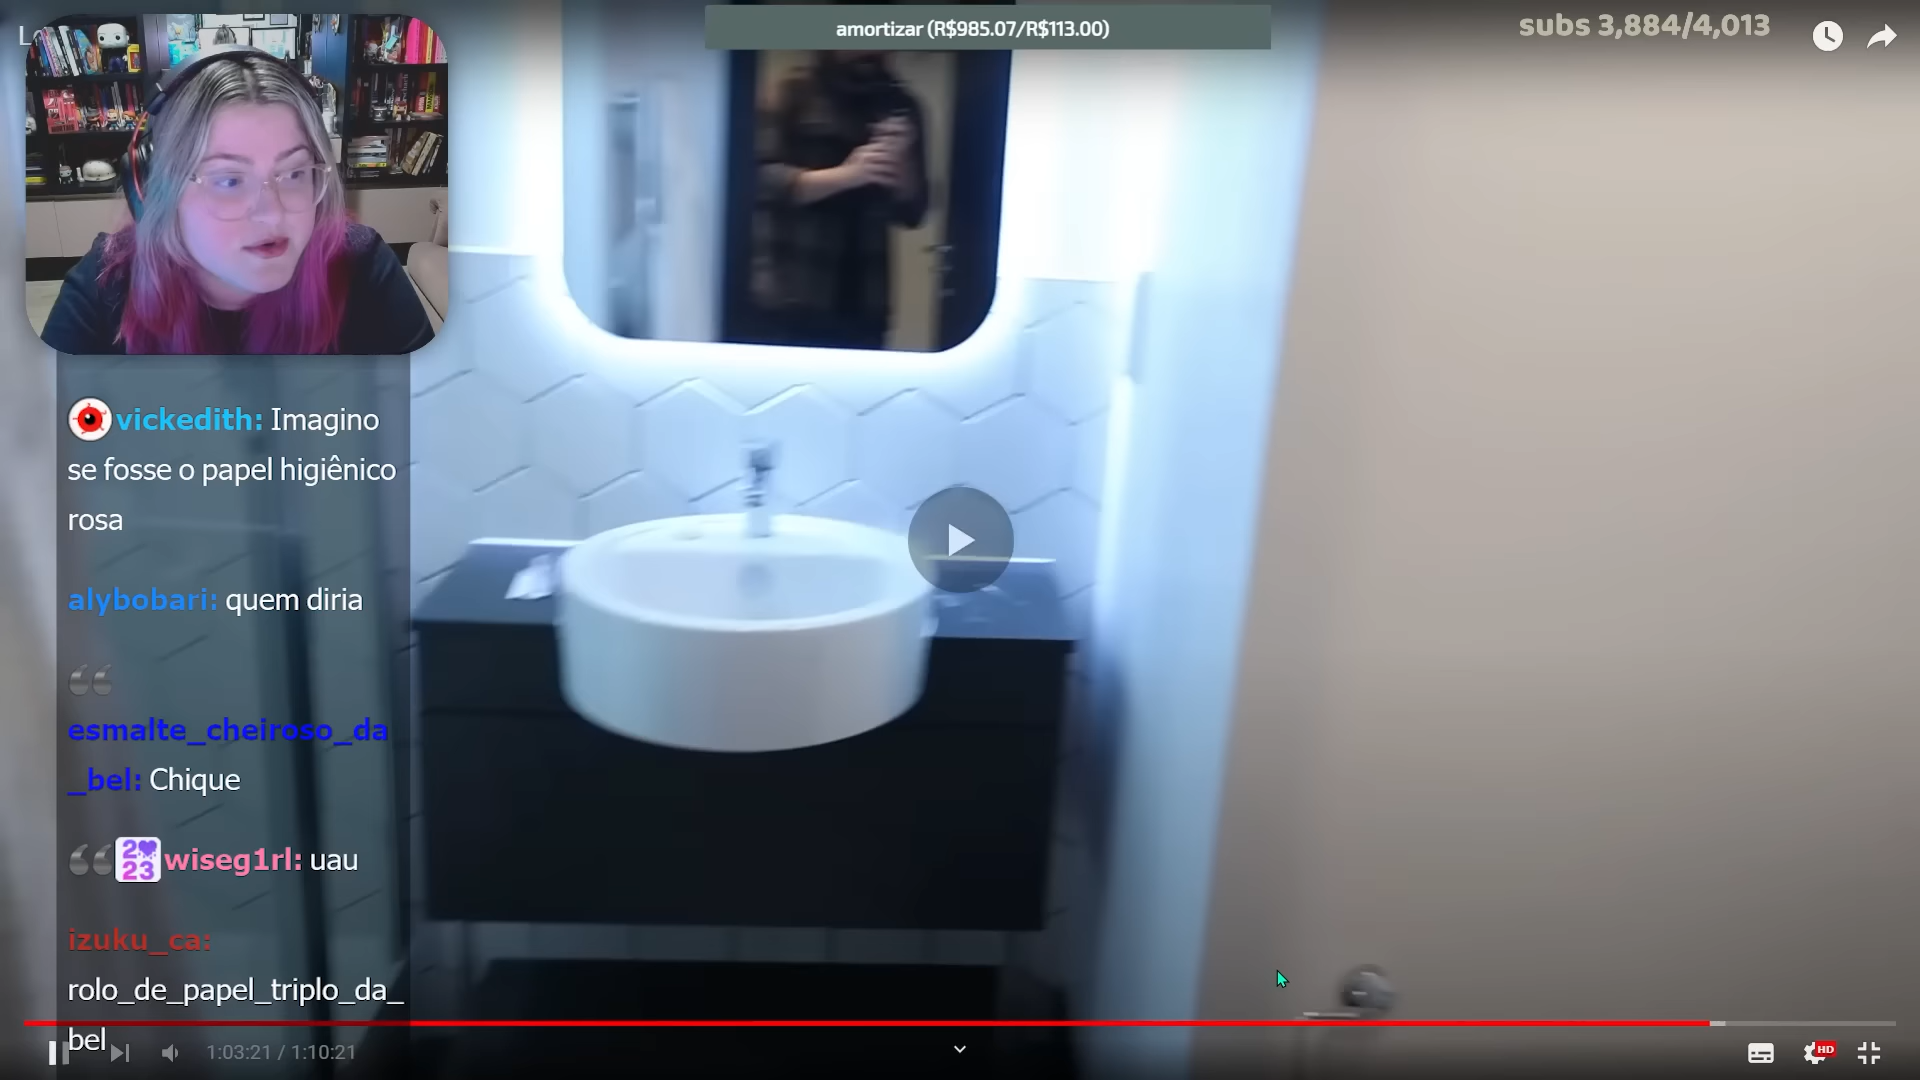 amortizar (R$985.07/R$113.00)
subs 3,884/4,013
vickedith: Imagino
se fosse o papel higiênico
rosa
alybobari: quem diria
esmalte_cheiroso_da
_bel: Chique
2023 wiseg1rl: uau
izuku_ca:
rolo_de_papel_triplo_da_
bel
1:03:21 / 1:10:21
HD